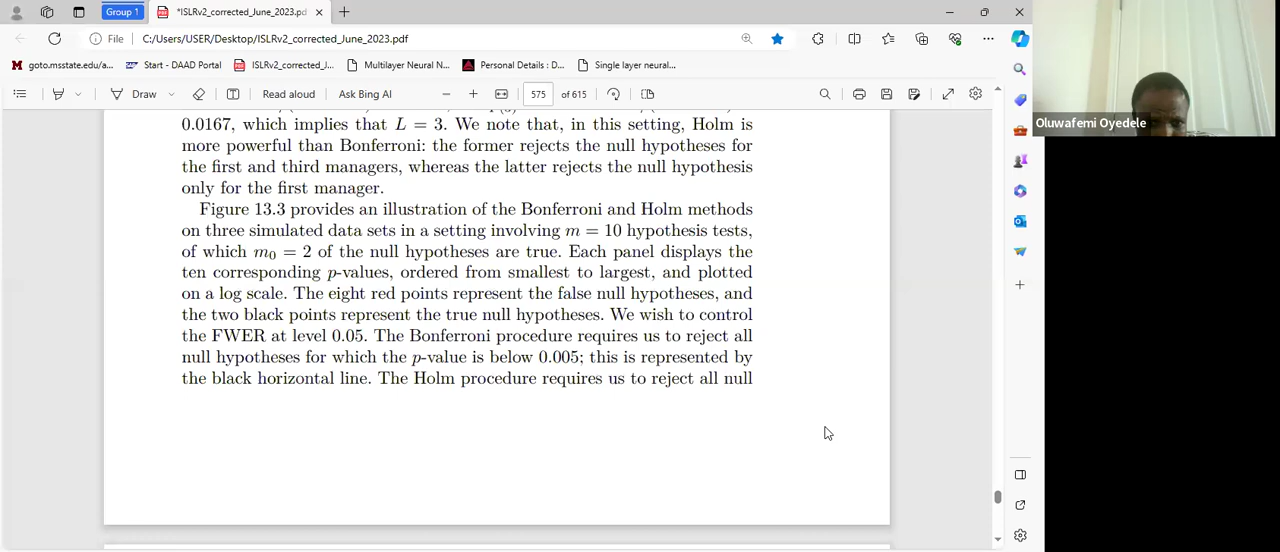 Group 1
*ISLRv2_corrected_June_2023.pdf
File
C:/Users/USER/Desktop/ISLRv2_corrected_June_2023.pdf
goto.msstate.edu/a...
Start - DAAD Portal
ISLRv2_corrected_J...
Multilayer Neural N...
Personal Details : D...
Single layer neural...
Draw
Read aloud
Ask Bing AI
575
of 615
Oluwafemi Oyedele
0.0167, which implies that L = 3. We note that, in this setting, Holm is
more powerful than Bonferroni: the former rejects the null hypotheses for
the first and third managers, whereas the latter rejects the null hypothesis
only for the first manager.
Figure 13.3 provides an illustration of the Bonferroni and Holm methods
on three simulated data sets in a setting involving m = 10 hypothesis tests,
of which m₀ = 2 of the null hypotheses are true. Each panel displays the
ten corresponding p-values, ordered from smallest to largest, and plotted
on a log scale. The eight red points represent the false null hypotheses, and
the two black points represent the true null hypotheses. We wish to control
the FWER at level 0.05. The Bonferroni procedure requires us to reject all
null hypotheses for which the p-value is below 0.005; this is represented by
the black horizontal line. The Holm procedure requires us to reject all null